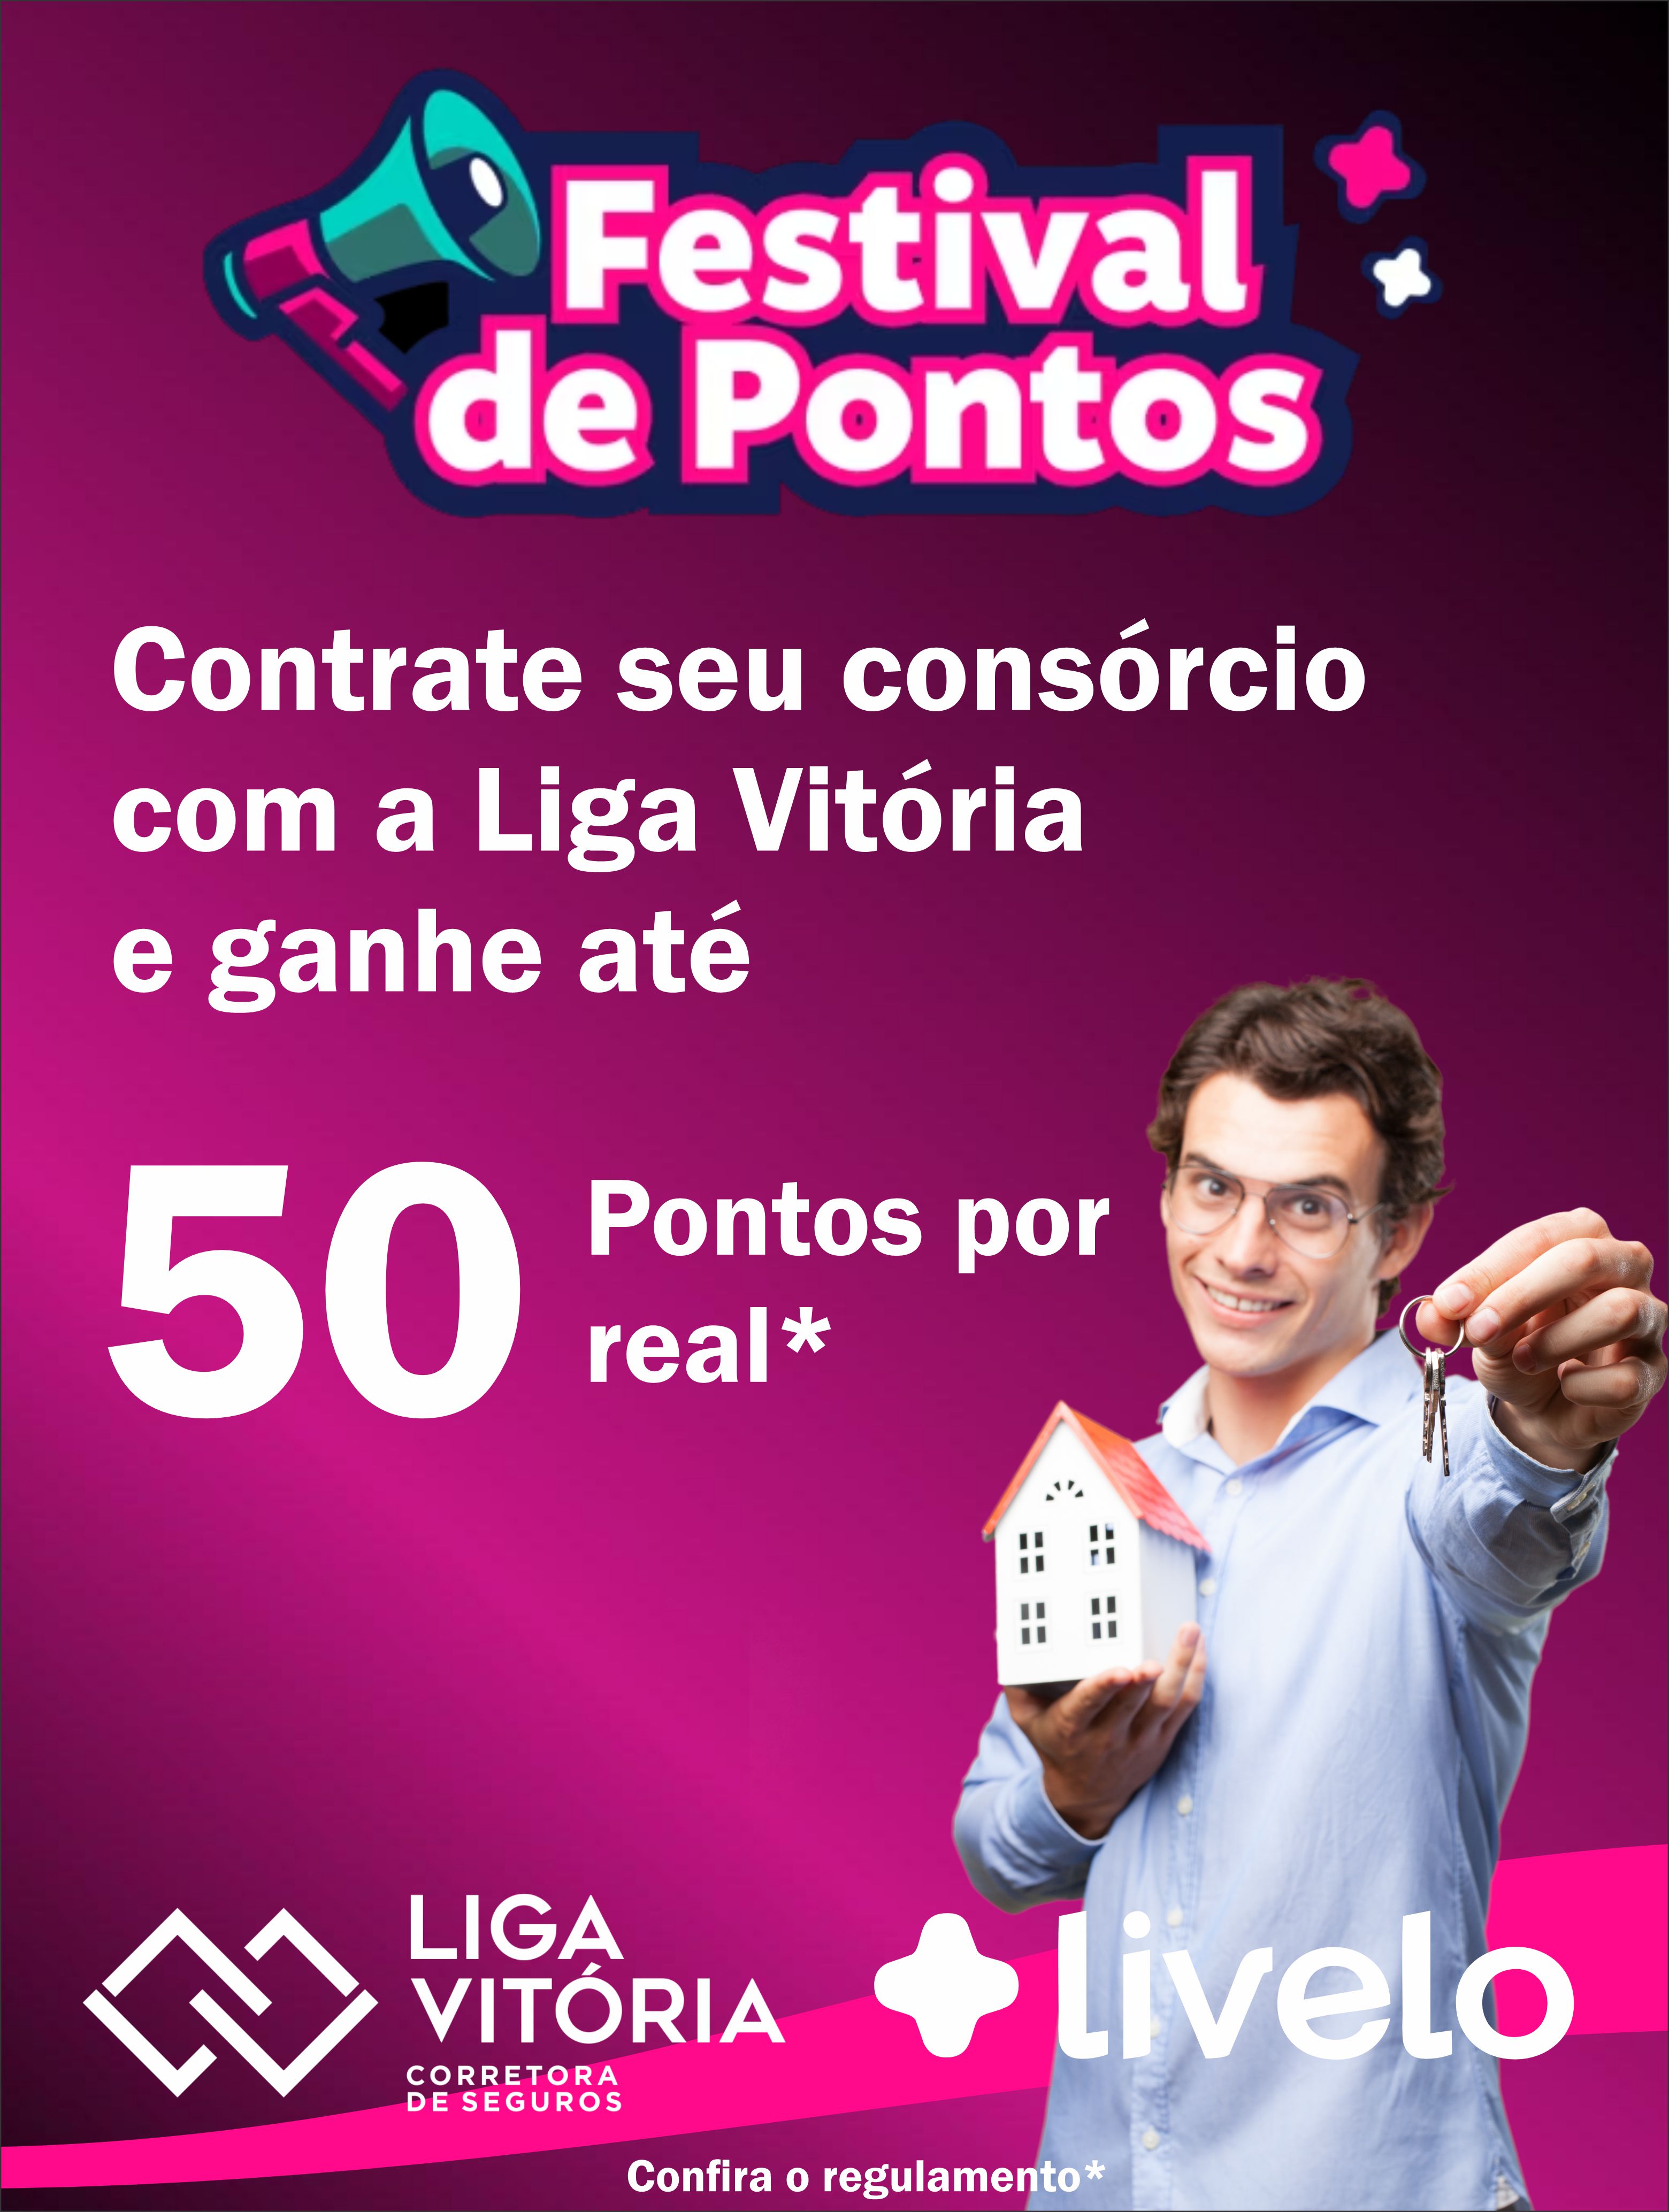 Festival
de Pontos
Contrate seu consórcio
com a Liga Vitória
e ganhe até
50 Pontos por
real*
LIGA
VITÓRIA
CORRETORA
DE SEGUROS
livelo
Confira o regulamento*